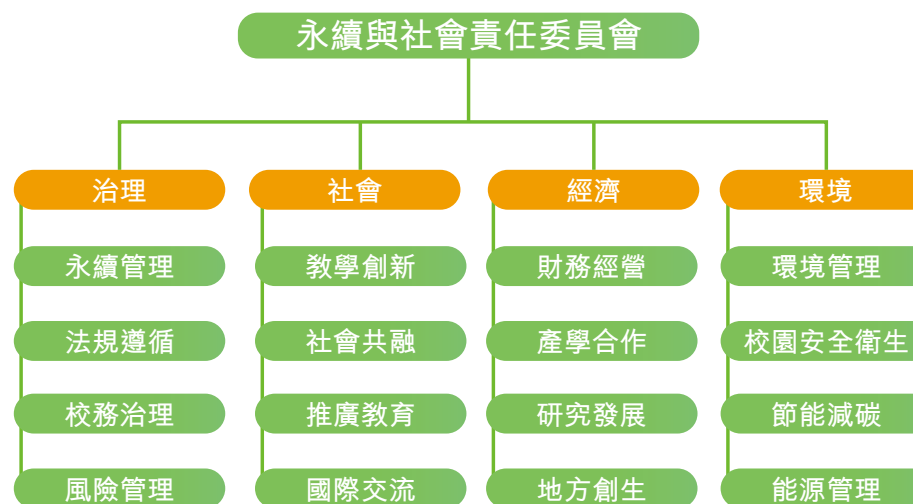 永續與社會責任委員會
治理
社會
經濟
環境
永續管理
教學創新
財務經營
環境管理
法規遵循
社會共融
產學合作
校園安全衛生
校務治理
推廣教育
研究發展
節能減碳
風險管理
國際交流
地方創生
能源管理